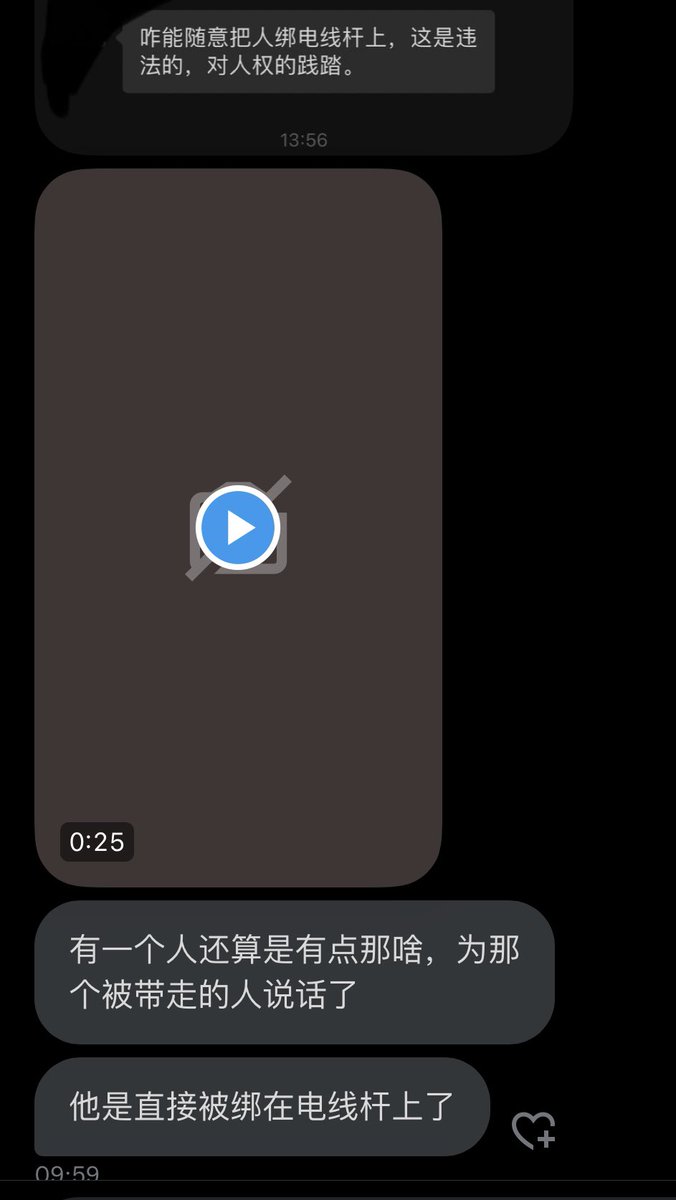 咋能随意把人绑电线杆上，这是违
法的，对人权的践踏。
13:56
0:25
有一个人还算是有点那啥，为那
个被带走的人说话了
他是直接被绑在电线杆上了
09:59